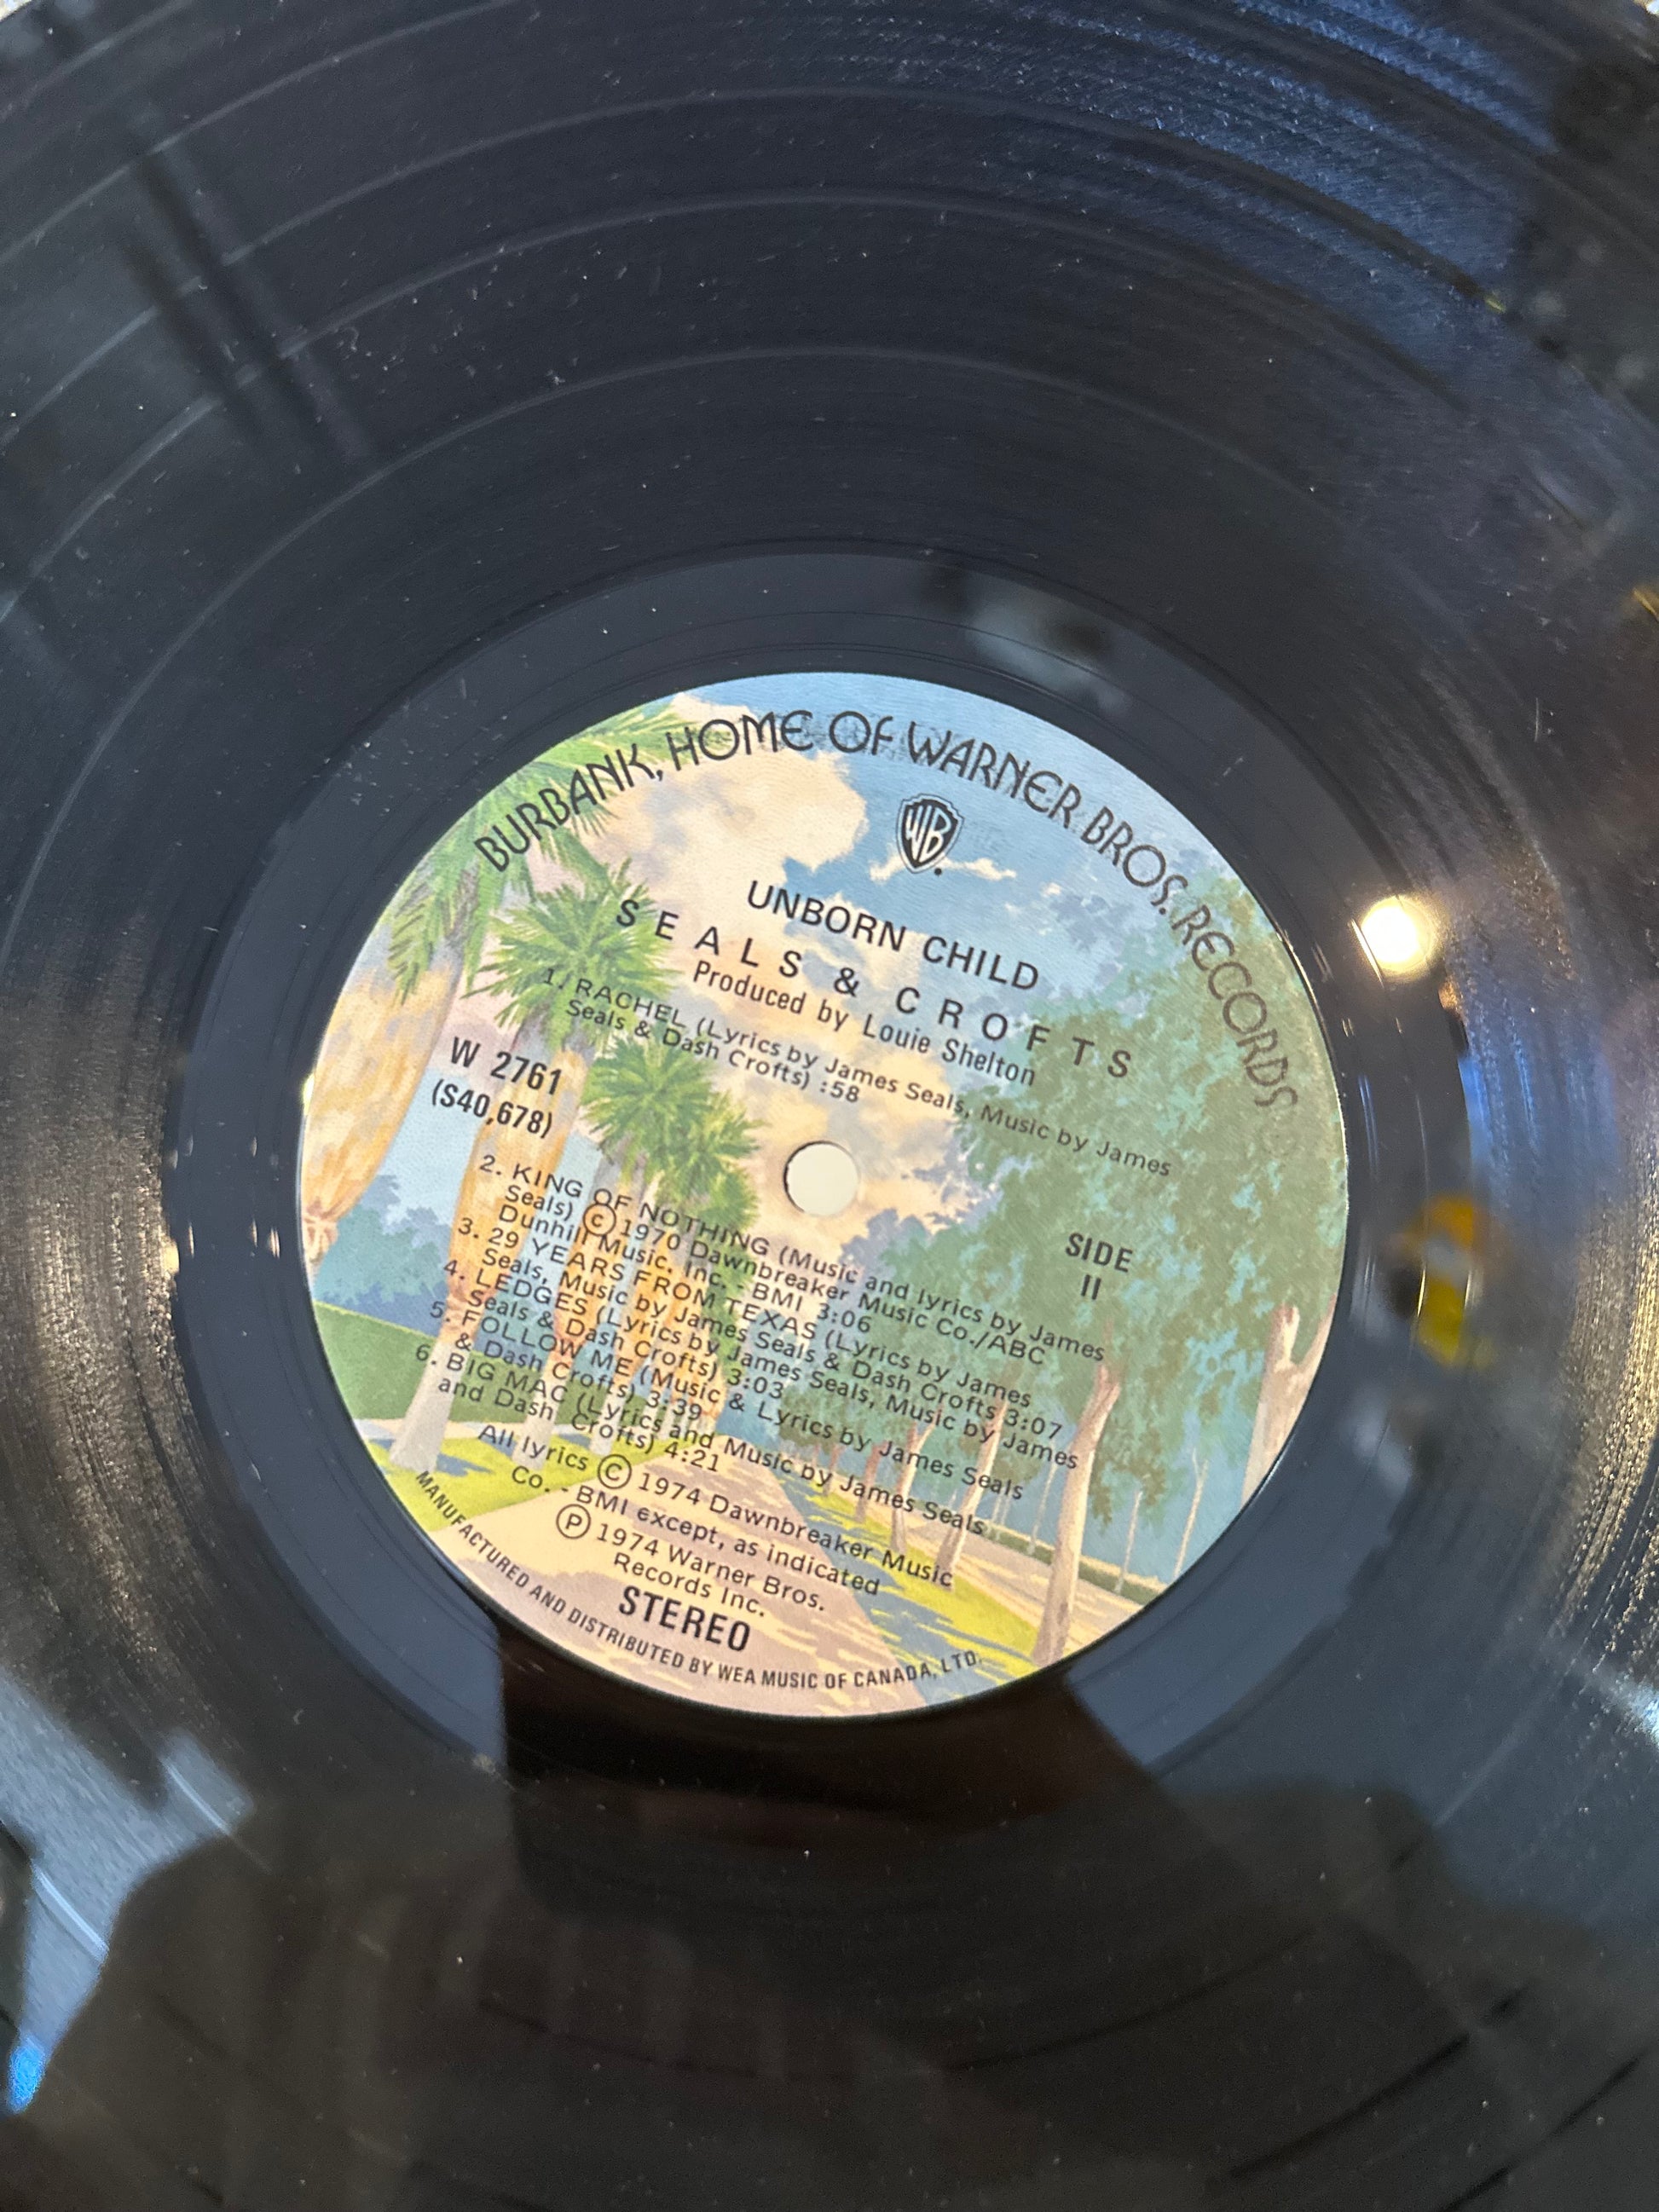 BURBANK, HOME OF WARNER BROS. RECORDS
WB
UNBORN CHILD
SEALS & CROFTS
Produced by Louie Shelton
1. RACHEL (Lyrics by James Seals, Music by James
Seals & Dash Crofts) :58
W 2761
(S40,678)
SIDE
II
2. KING OF NOTHING (Music and lyrics by James
Seals) © 1970 Dawnbreaker Music Co./ABC
Dunhill Music, Inc. - BMI 3:06
3. 29 YEARS FROM TEXAS (Lyrics by James
Seals, Music by James Seals & Dash Crofts 3:07
4. LEDGES (Lyrics by James Seals, Music by James
Seals & Dash Crofts) 3:03
5. FOLLOW ME (Music & Lyrics by James Seals
& Dash Crofts) 3:39
6. BIG MAC (Lyrics and Music by James Seals
and Dash Crofts) 4:21
All lyrics © 1974 Dawnbreaker Music
Co. - BMI except, as indicated
℗ 1974 Warner Bros.
Records Inc.
STEREO
MANUFACTURED AND DISTRIBUTED BY WEA MUSIC OF CANADA, LTD.